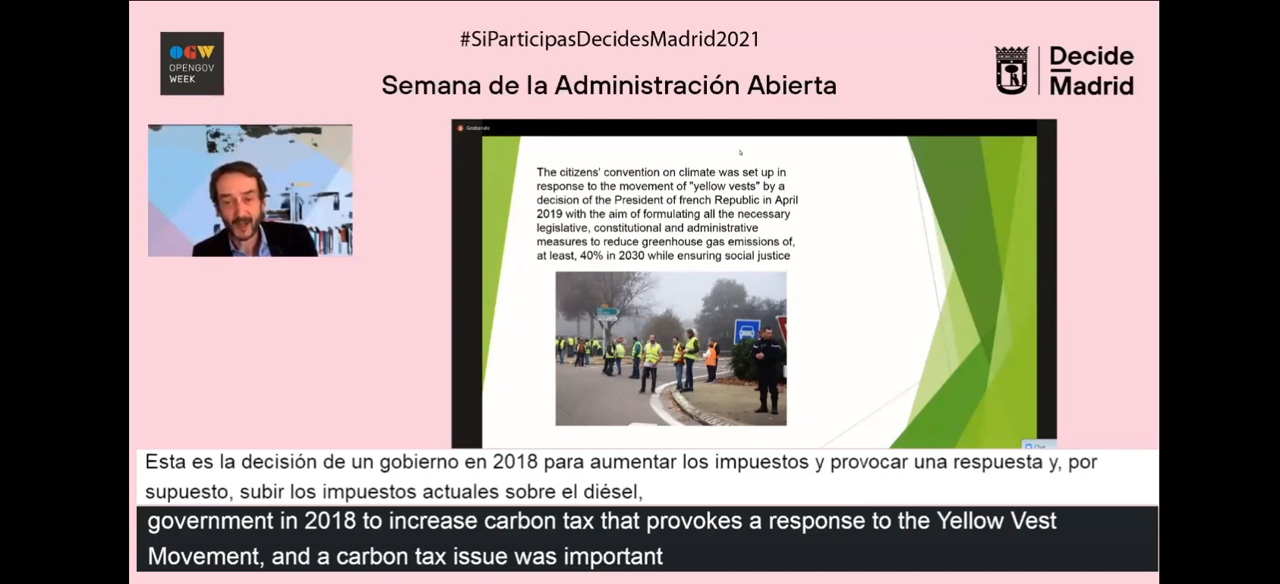 #SiParticipasDecidesMadrid2021
OGW
OPENGOV
WEEK
Semana de la Administración Abierta
Decide
Madrid
Grabando
The citizens' convention on climate was set up in
response to the movement of "yellow vests" by a
decision of the President of french Republic in April
2019 with the aim of formulating all the necessary
legislative, constitutional and administrative
measures to reduce greenhouse gas emissions of,
at least, 40% in 2030 while ensuring social justice
Esta es la decisión de un gobierno en 2018 para aumentar los impuestos y provocar una respuesta y, por
supuesto, subir los impuestos actuales sobre el diésel,
government in 2018 to increase carbon tax that provokes a response to the Yellow Vest
Movement, and a carbon tax issue was important